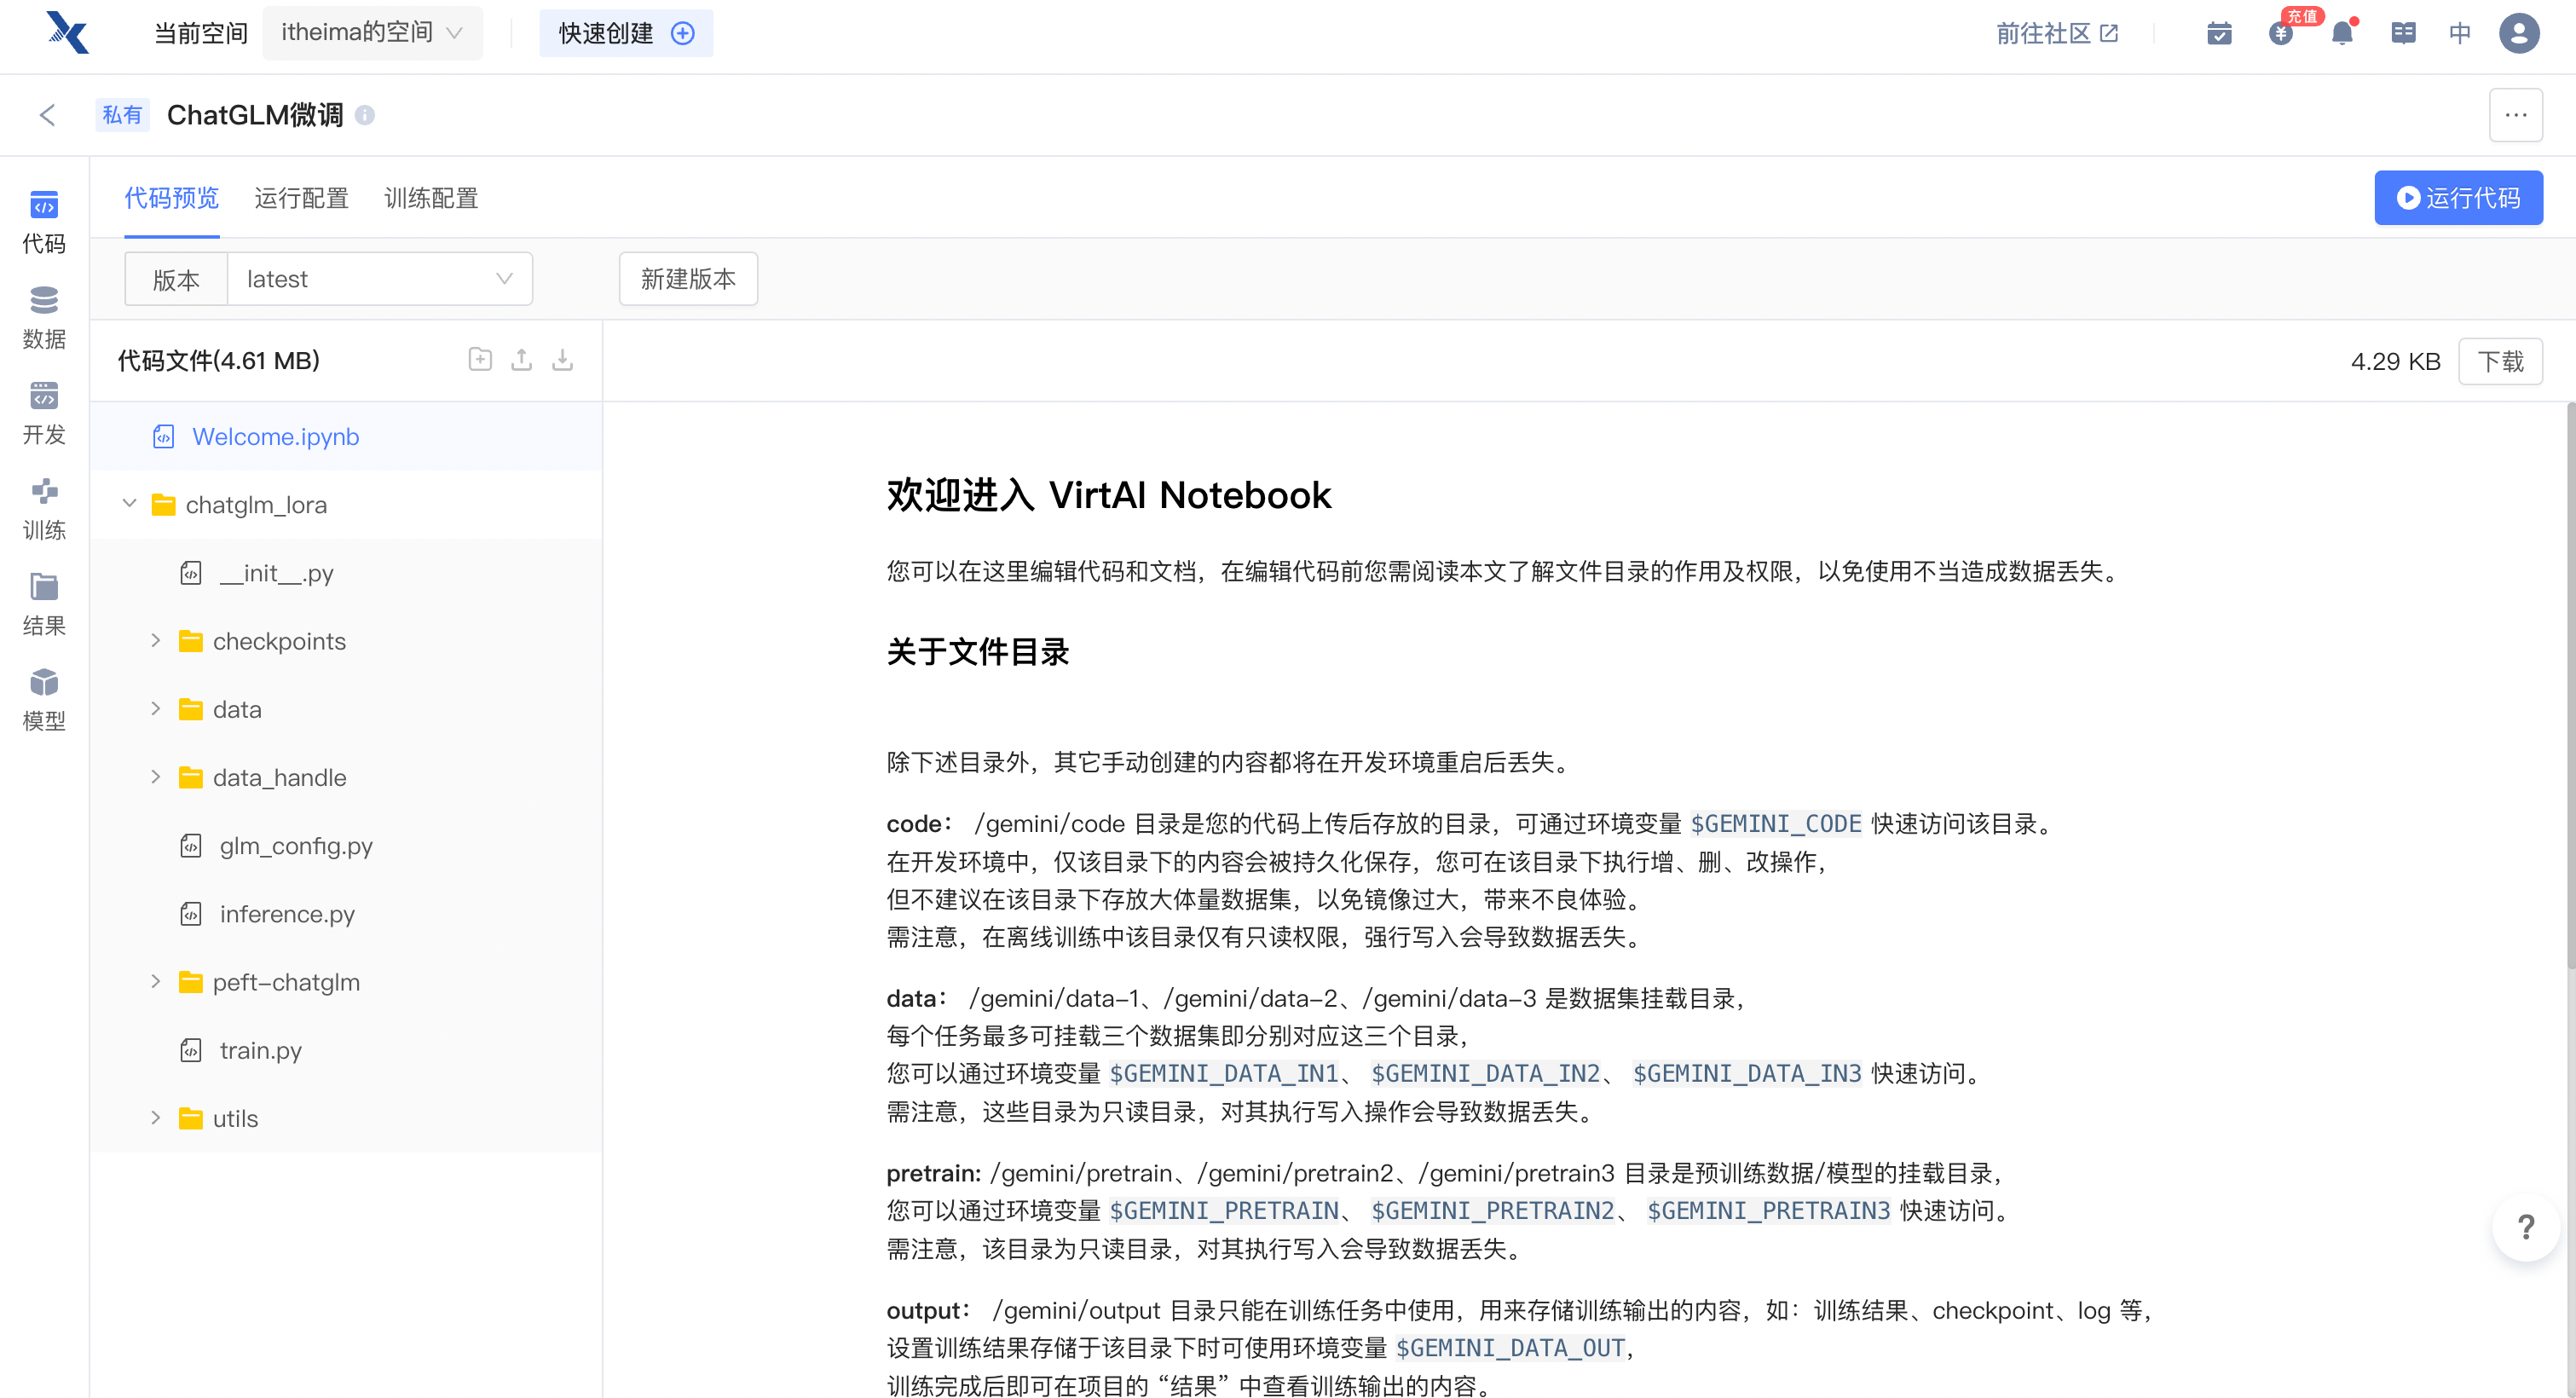 当前空间 itheima的空间 快速创建 前往社区 充值 中
私有 ChatGLM微调
代码
数据
开发
训练
结果
模型
代码预览 运行配置 训练配置 运行代码
版本 latest 新建版本
代码文件(4.61 MB)
4.29 KB 下载
Welcome.ipynb
chatglm_lora
__init__.py
checkpoints
data
data_handle
glm_config.py
inference.py
peft-chatglm
train.py
utils
欢迎进入 VirtAI Notebook
您可以在这里编辑代码和文档，在编辑代码前您需阅读本文了解文件目录的作用及权限，以免使用不当造成数据丢失。
关于文件目录
除下述目录外，其它手动创建的内容都将在开发环境重启后丢失。
code： /gemini/code 目录是您的代码上传后存放的目录，可通过环境变量 $GEMINI_CODE 快速访问该目录。
在开发环境中，仅该目录下的内容会被持久化保存，您可在该目录下执行增、删、改操作，
但不建议在该目录下存放大体量数据集，以免镜像过大，带来不良体验。
需注意，在离线训练中该目录仅有只读权限，强行写入会导致数据丢失。
data： /gemini/data-1、/gemini/data-2、/gemini/data-3 是数据集挂载目录，
每个任务最多可挂载三个数据集即分别对应这三个目录，
您可以通过环境变量 $GEMINI_DATA_IN1、 $GEMINI_DATA_IN2、 $GEMINI_DATA_IN3 快速访问。
需注意，这些目录为只读目录，对其执行写入操作会导致数据丢失。
pretrain: /gemini/pretrain、/gemini/pretrain2、/gemini/pretrain3 目录是预训练数据/模型的挂载目录，
您可以通过环境变量 $GEMINI_PRETRAIN、 $GEMINI_PRETRAIN2、 $GEMINI_PRETRAIN3 快速访问。
需注意，该目录为只读目录，对其执行写入会导致数据丢失。
output： /gemini/output 目录只能在训练任务中使用，用来存储训练输出的内容，如：训练结果、checkpoint、log 等，
设置训练结果存储于该目录下时可使用环境变量 $GEMINI_DATA_OUT，
训练完成后即可在项目的 “结果” 中查看训练输出的内容。